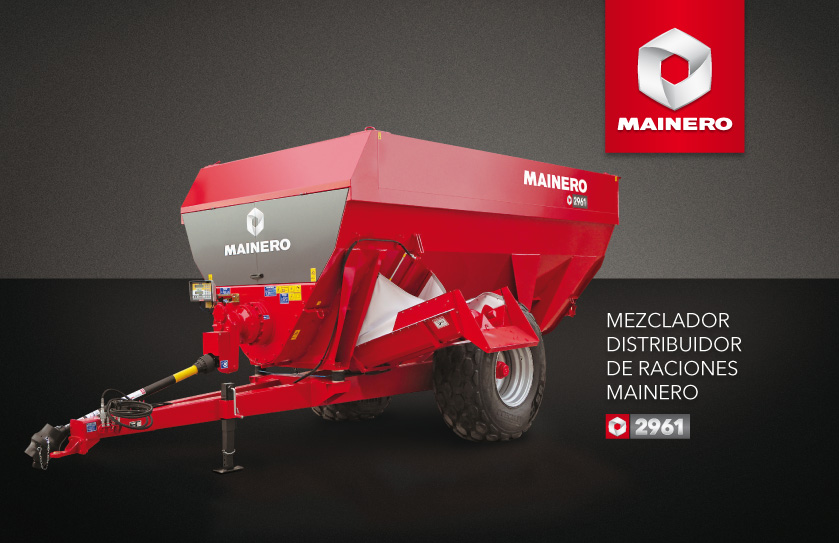 MAINERO
MAINERO
2961
MAINERO
MEZCLADOR
DISTRIBUIDOR
DE RACIONES
MAINERO
2961